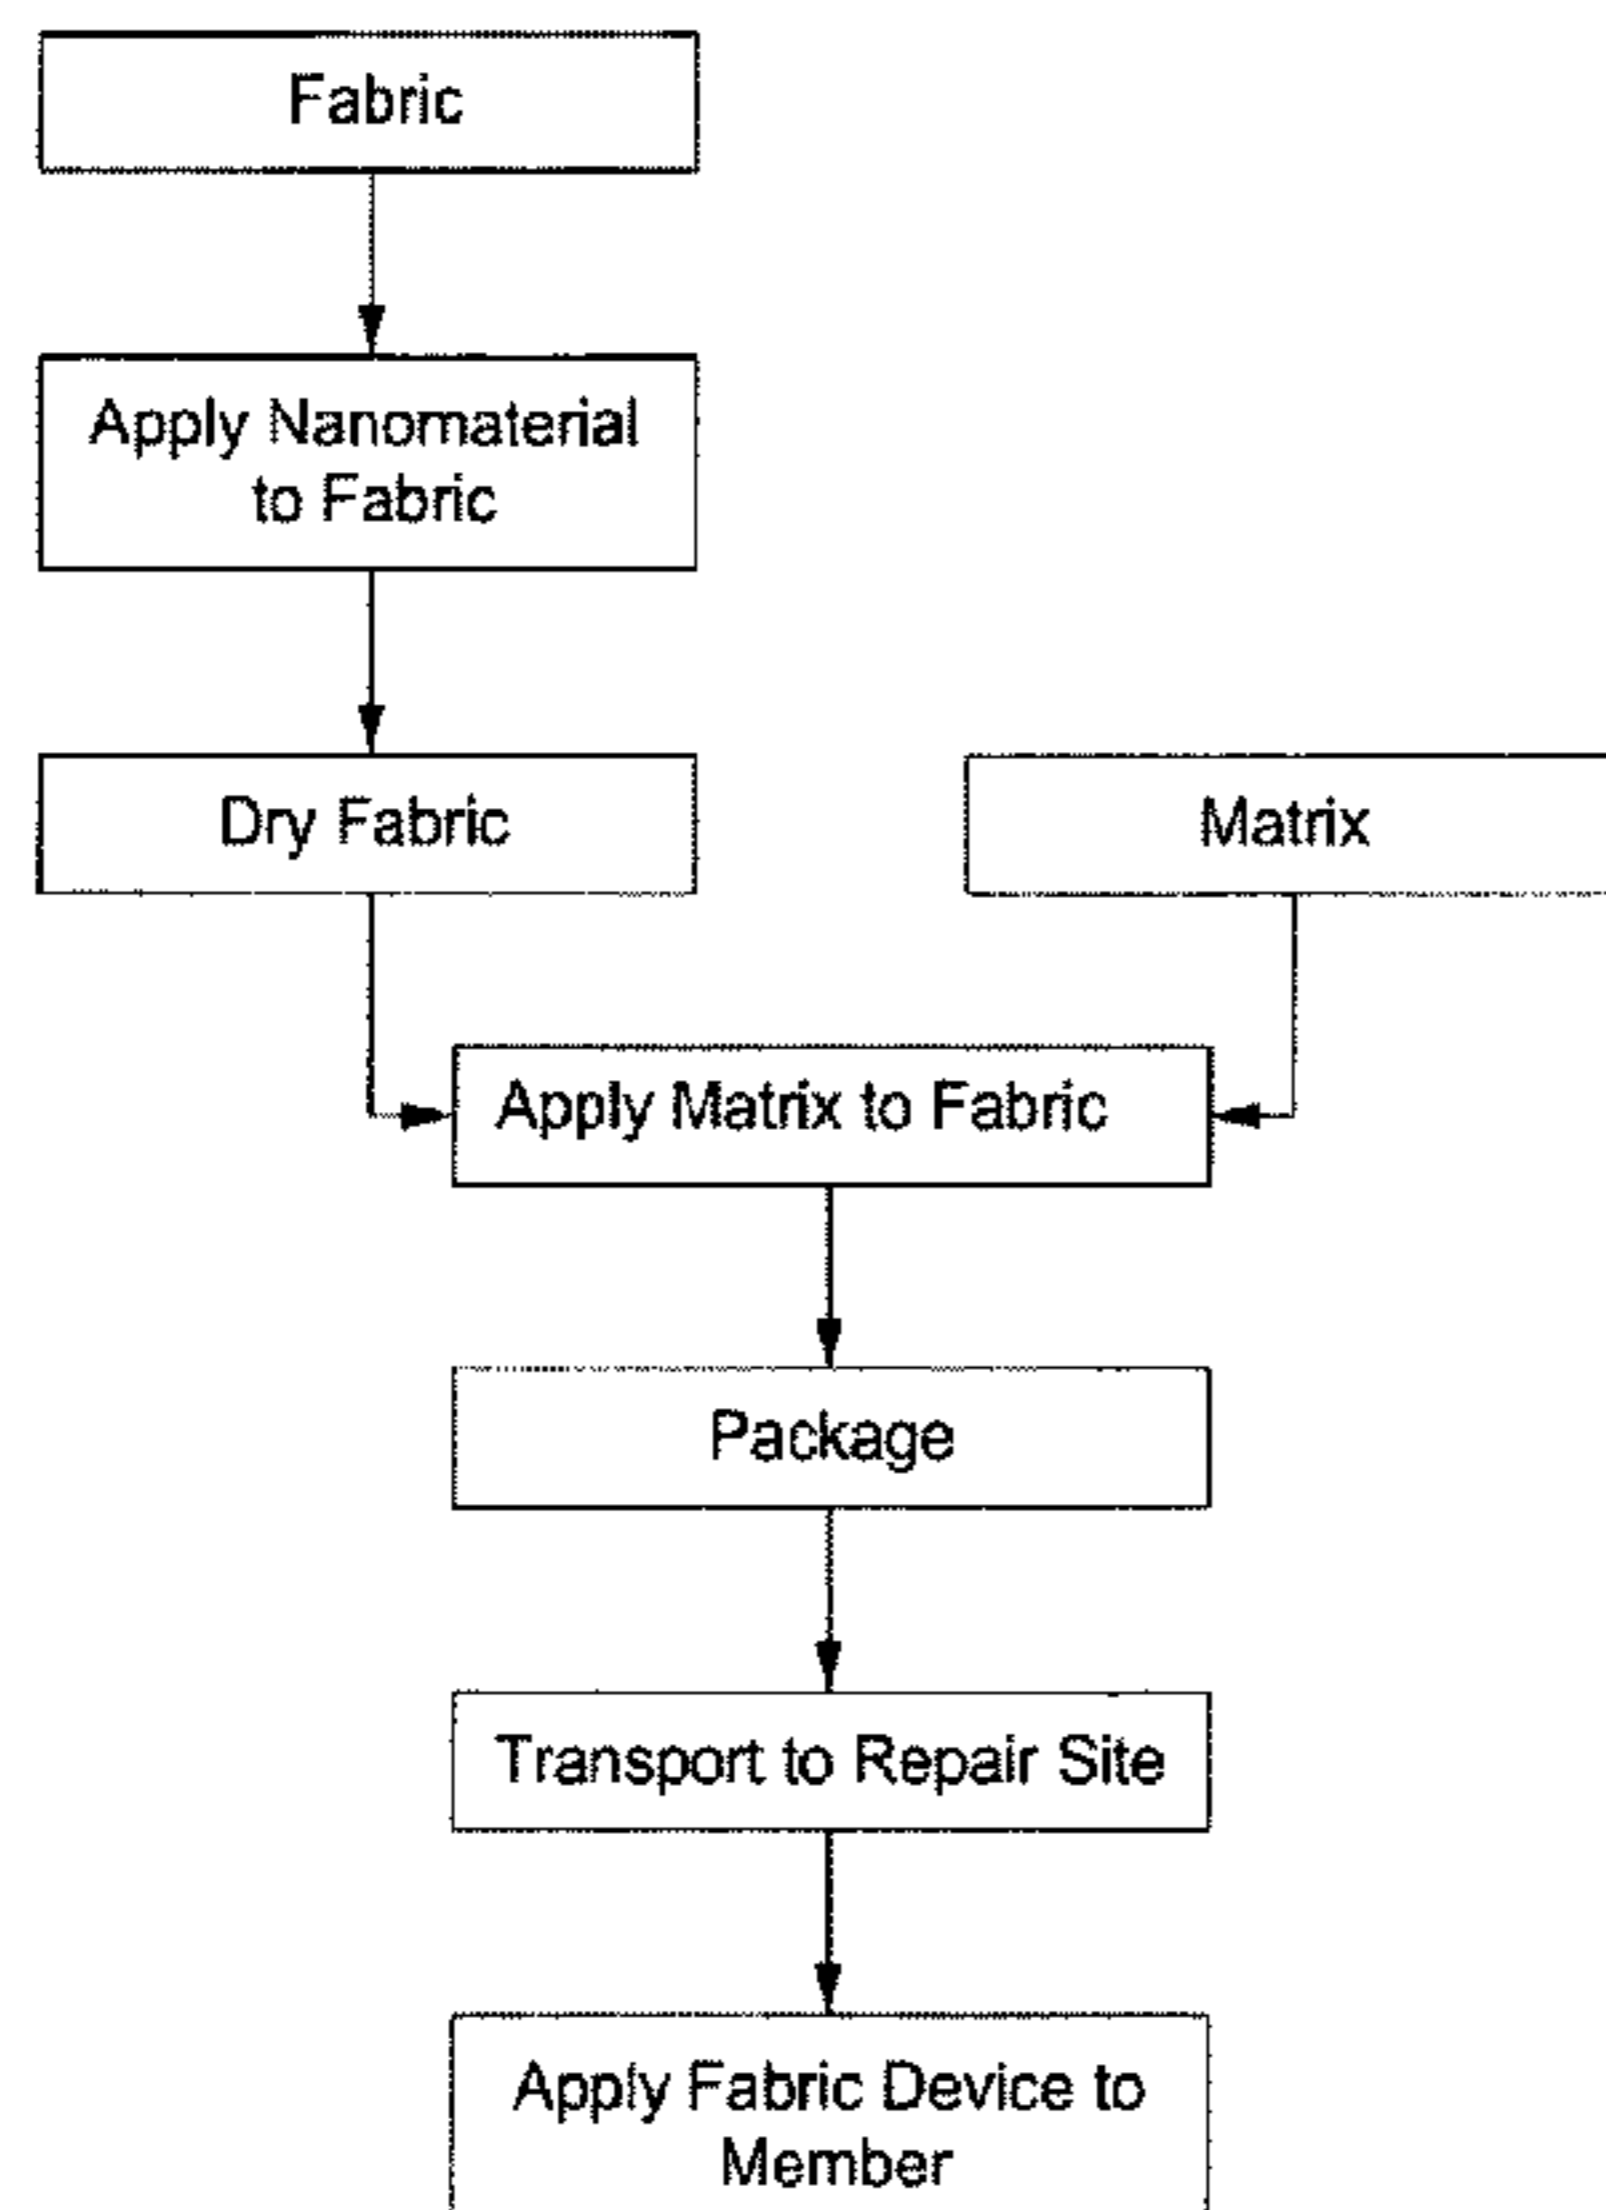 Fabric
Apply Nanomaterial
to Fabric
Dry Fabric
Matrix
Apply Matrix to Fabric
Package
Transport to Repair Site
Apply Fabric Device to
Member